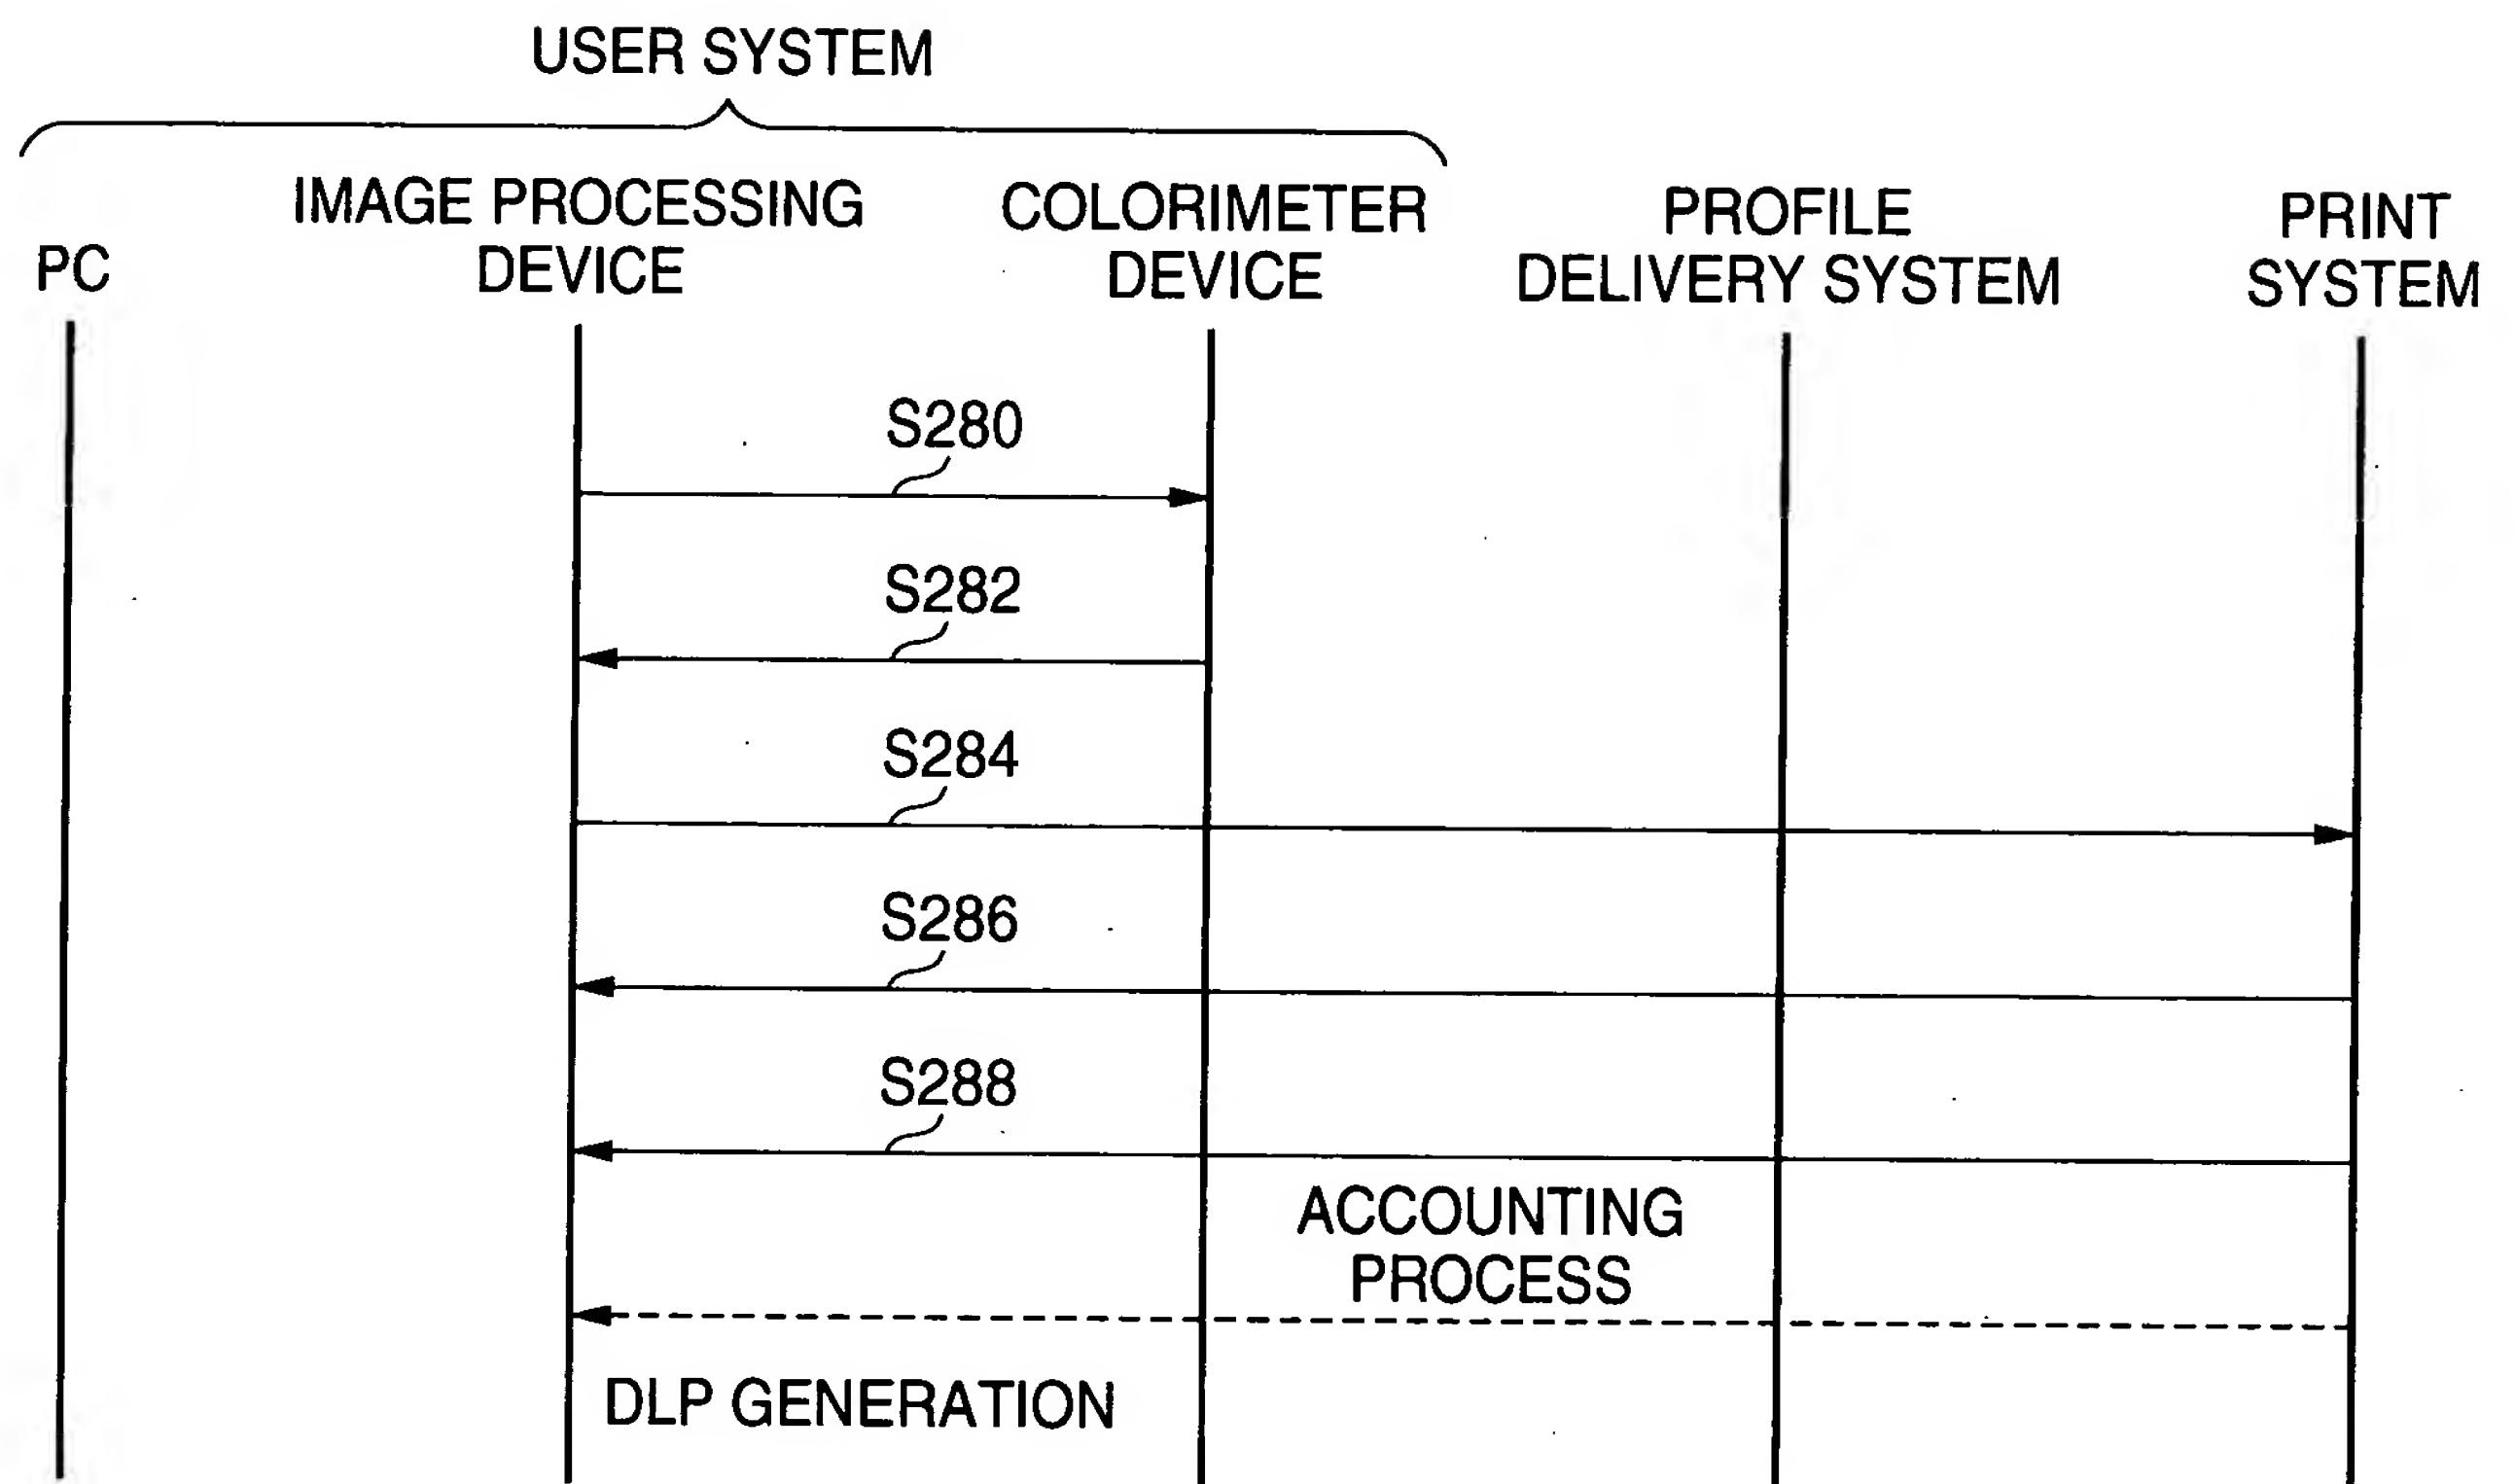 USER SYSTEM
PC
IMAGE PROCESSING
DEVICE
COLORIMETER
DEVICE
PROFILE
DELIVERY SYSTEM
PRINT
SYSTEM
S280
S282
S284
S286
S288
ACCOUNTING
PROCESS
DLP GENERATION